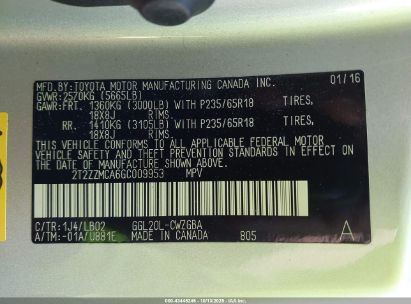 MFD.BY:TOYOTA MOTOR MANUFACTURING CANADA INC. 01/16
GVWR:2570KG (5665LB)
GAWR:FRT. 1360KG (3000LB) WITH P235/65R18 TIRES,
18X8J RIMS,
RR. 1410KG (3105LB) WITH P235/65R18 TIRES,
18X8J RIMS,
THIS VEHICLE CONFORMS TO ALL APPLICABLE FEDERAL MOTOR
VEHICLE SAFETY AND THEFT PREVENTION STANDARDS IN EFFECT ON
THE DATE OF MANUFACTURE SHOWN ABOVE.
2T2ZZMCA6GC009953 MPV
C/TR:1J4/LB02 GGL20L-CWZGBA
A/TM:-01A/U881E MADE IN CANADA B05 A